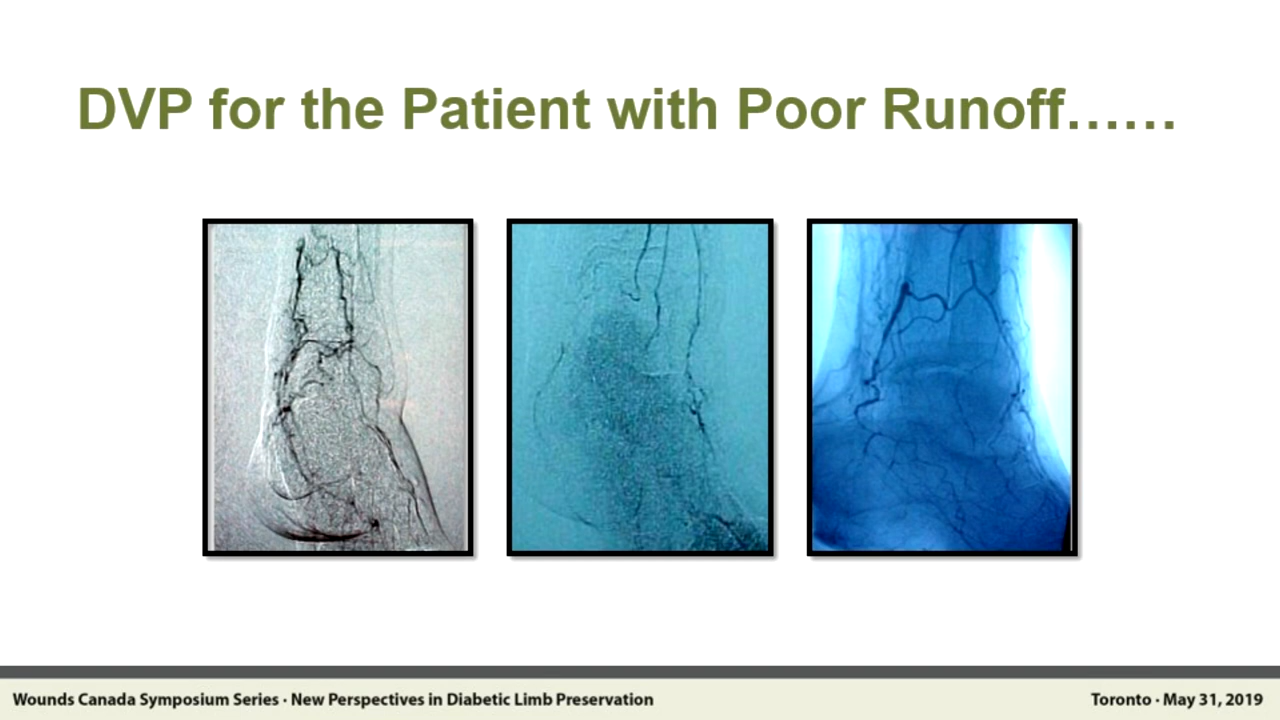 DVP for the Patient with Poor Runoff……
Wounds Canada Symposium Series · New Perspectives in Diabetic Limb Preservation
Toronto · May 31, 2019